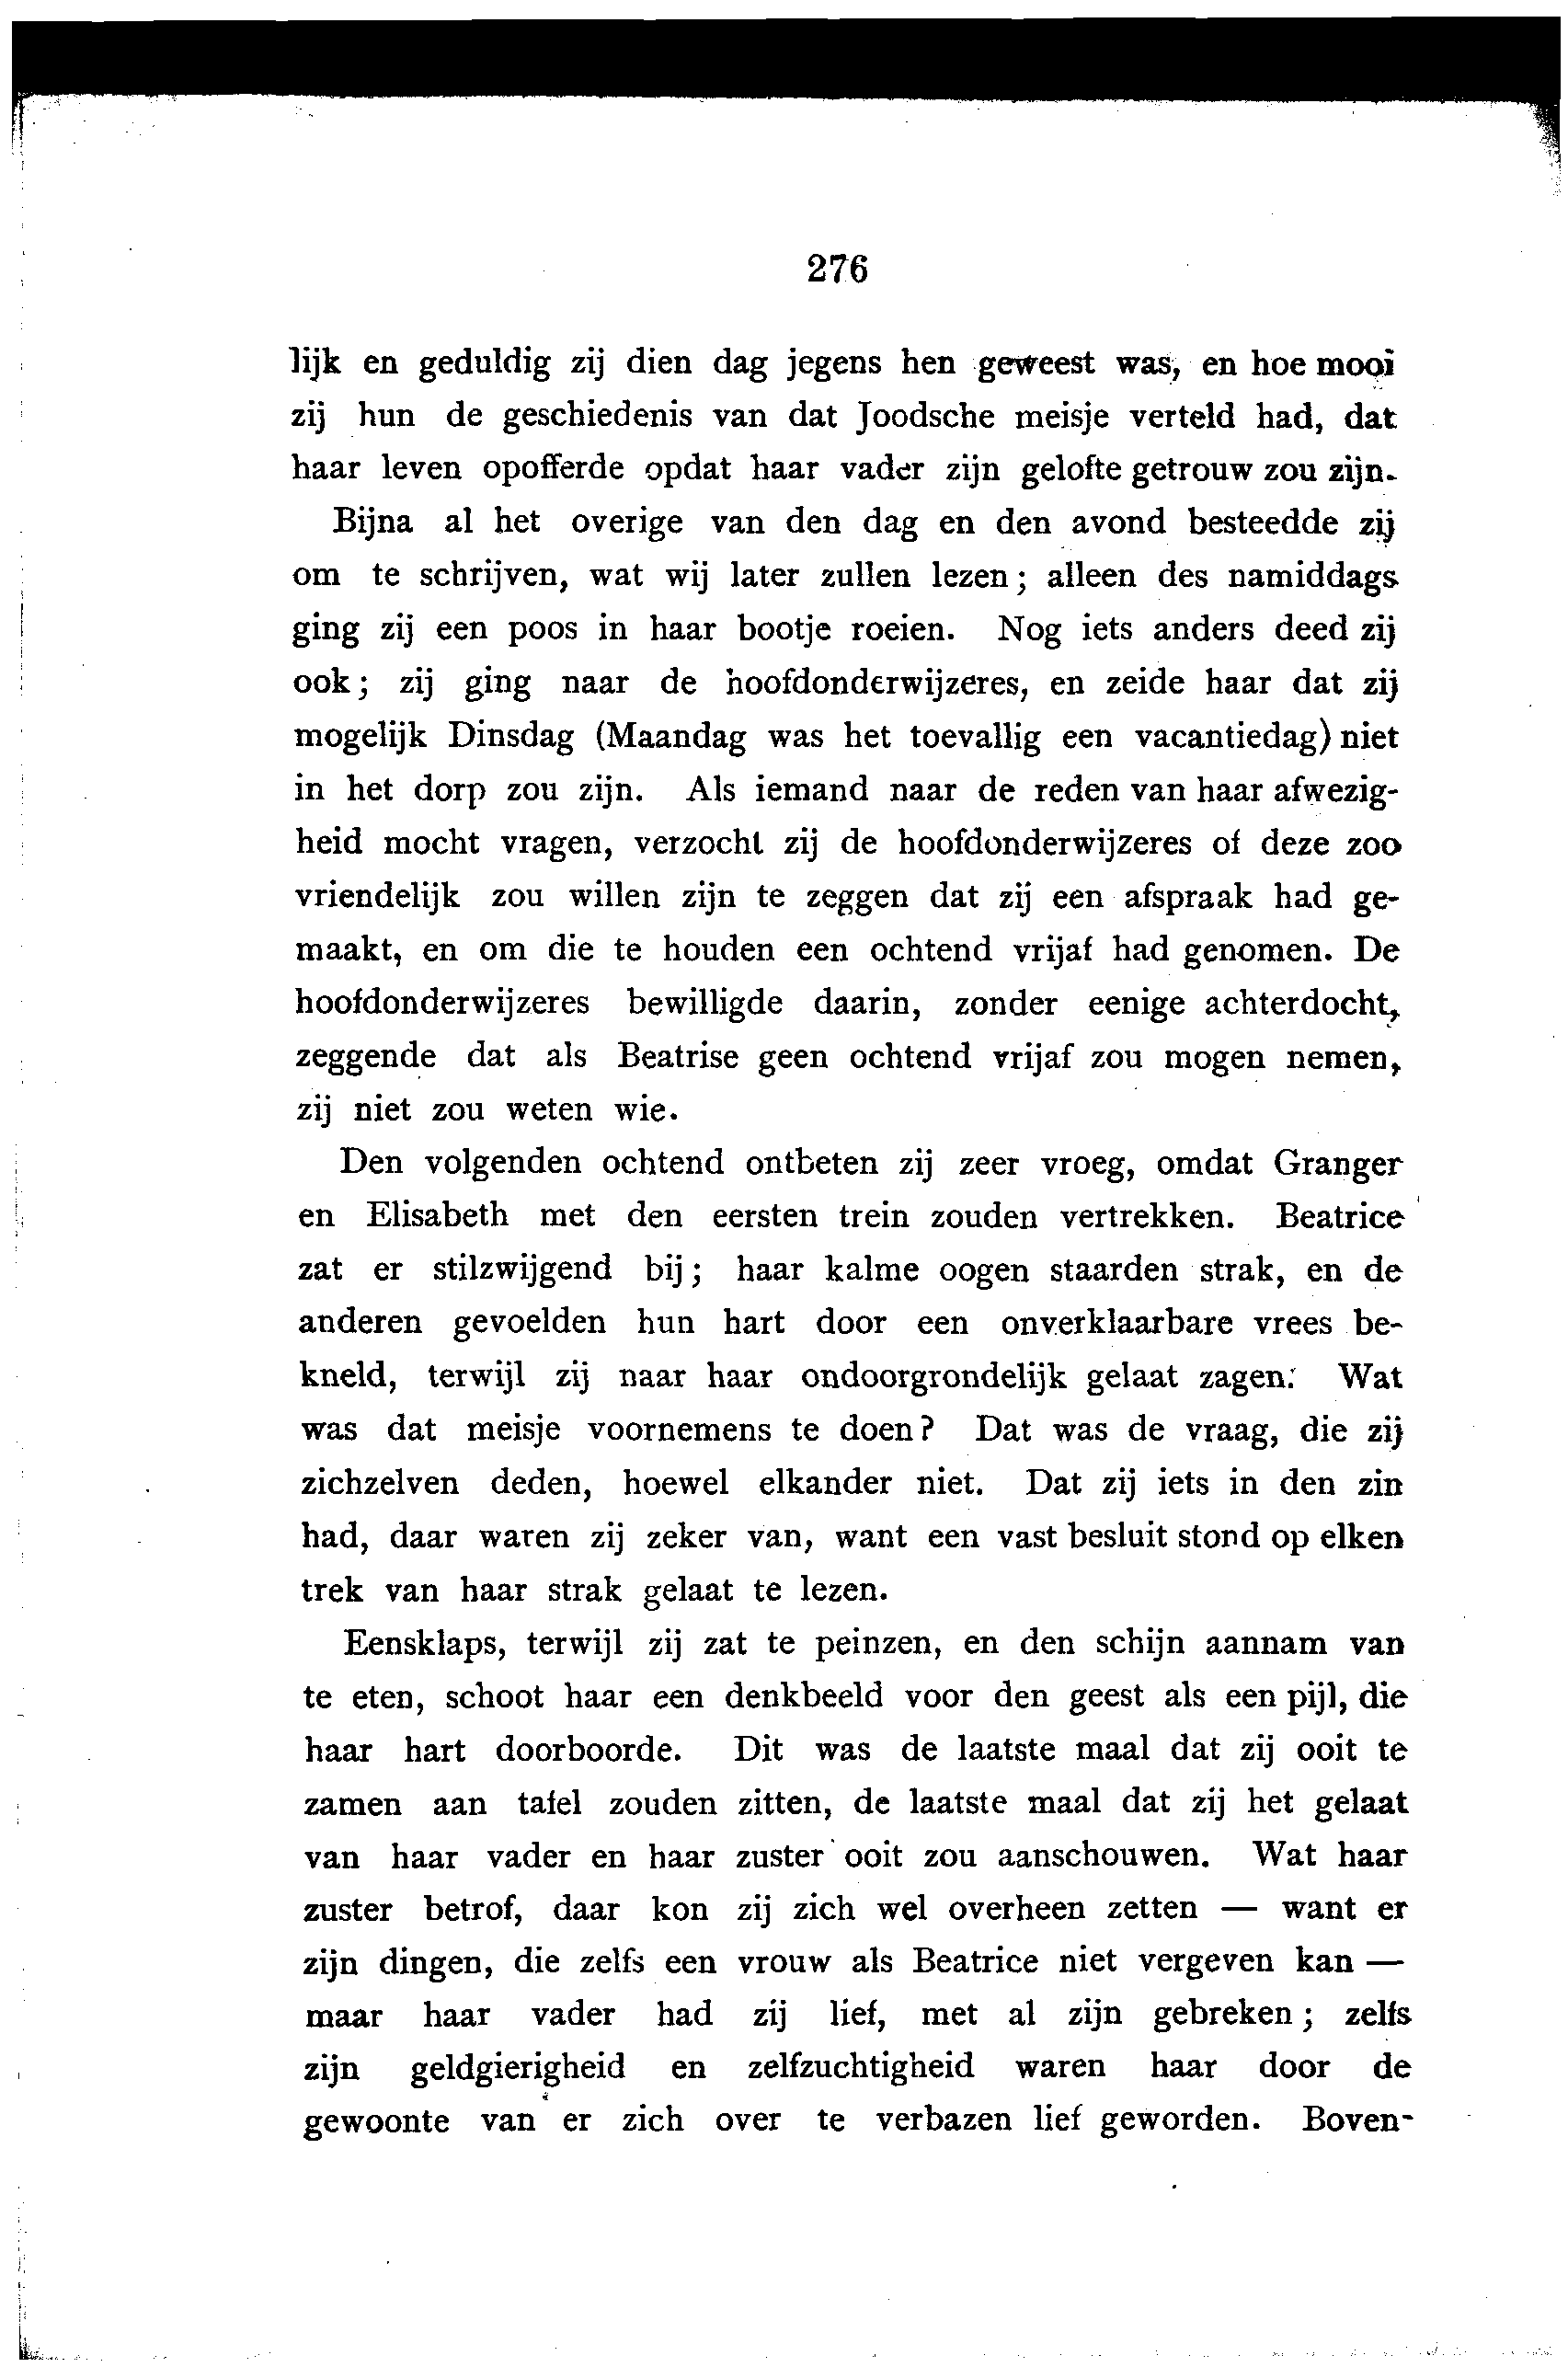 276
lijk en geduldig zij dien dag jegens hen geweest was, en hoe mooi
zij hun de geschiedenis van dat Joodsche meisje verteld had, dat
haar leven opofferde opdat haar vader zijn gelofte getrouw zou zijn.
Bijna al het overige van den dag en den avond besteedde zij
om te schrijven, wat wij later zullen lezen; alleen des namiddags
ging zij een poos in haar bootje roeien. Nog iets anders deed zij
ook; zij ging naar de hoofdonderwijzeres, en zeide haar dat zij
mogelijk Dinsdag (Maandag was het toevallig een vacantiedag) niet
in het dorp zou zijn. Als iemand naar de reden van haar afwezig-
heid mocht vragen, verzocht zij de hoofdonderwijzeres of deze zoo
vriendelijk zou willen zijn te zeggen dat zij een afspraak had ge-
maakt, en om die te houden een ochtend vrijaf had genomen. De
hoofdonderwijzeres bewilligde daarin, zonder eenige achterdocht,
zeggende dat als Beatrise geen ochtend vrijaf zou mogen nemen,
zij niet zou weten wie.
Den volgenden ochtend ontbeten zij zeer vroeg, omdat Granger
en Elisabeth met den eersten trein zouden vertrekken. Beatrice
zat er stilzwijgend bij; haar kalme oogen staarden strak, en de
anderen gevoelden hun hart door een onverklaarbare vrees be-
kneld, terwijl zij naar haar ondoorgrondelijk gelaat zagen. Wat
was dat meisje voornemens te doen? Dat was de vraag, die zij
zichzelven deden, hoewel elkander niet. Dat zij iets in den zin
had, daar waren zij zeker van, want een vast besluit stond op elken
trek van haar strak gelaat te lezen.
Eensklaps, terwijl zij zat te peinzen, en den schijn aannam van
te eten, schoot haar een denkbeeld voor den geest als een pijl, die
haar hart doorboorde. Dit was de laatste maal dat zij ooit te
zamen aan tafel zouden zitten, de laatste maal dat zij het gelaat
van haar vader en haar zuster ooit zou aanschouwen. Wat haar
zuster betrof, daar kon zij zich wel overheen zetten — want er
zijn dingen, die zelfs een vrouw als Beatrice niet vergeven kan —
maar haar vader had zij lief, met al zijn gebreken; zelfs
zijn geldgierigheid en zelfzuchtigheid waren haar door de
gewoonte van er zich over te verbazen lief geworden. Boven-